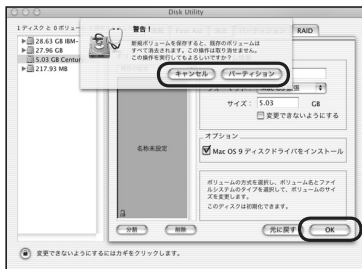 Disk Utility
1 ディスク と 0 ボリュー
28.63 GB IBM-
27.96 GB
5.03 GB Centur
217.93 MB
RAID
警告！
新規ボリュームを保存すると、既存のボリュームは
すべて消去されます。この操作は取り消せません。
この操作を実行してもよろしいですか？
キャンセル
パーティション
サイズ：
5.03
GB
変更できないようにする
オプション
Mac OS 9 ディスクドライバをインストール
名称未設定
ボリュームの方式を選択し、ボリューム名とファイ
ルシステムのタイプを選択して、ボリュームのサイ
ズを変更します。
このディスクは初期化できます。
分割
削除
元に戻す
OK
変更できないようにするにはカギをクリックします。